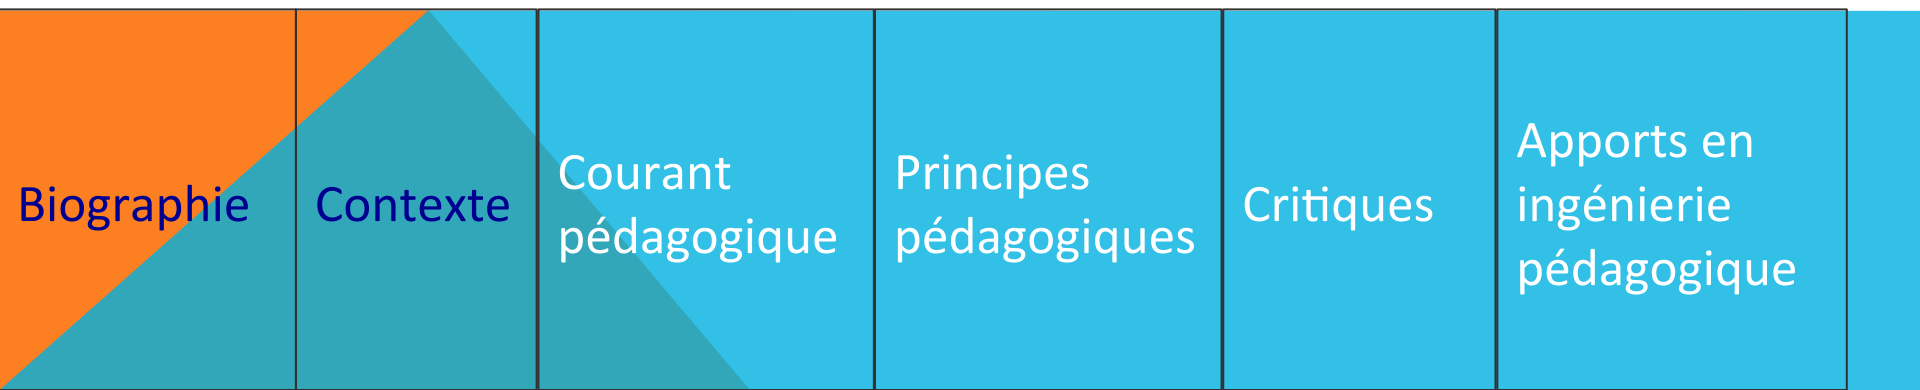 Biographie
Contexte
Courant
pédagogique
Principes
pédagogiques
Critiques
Apports en
ingénierie
pédagogique